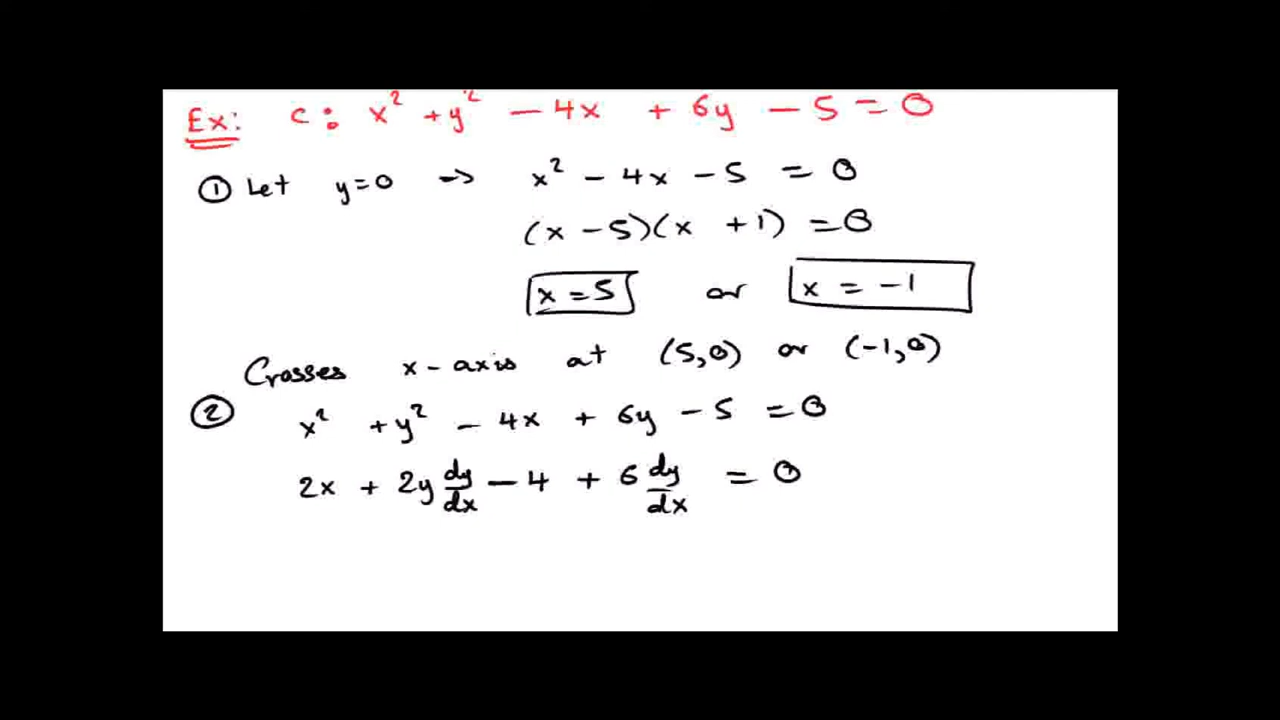 Ex: C: x² + y² - 4x + 6y - 5 = 0
① Let y=0 -> x² - 4x - 5 = 0
(x - 5)(x + 1) = 0
x = 5 or x = -1
Crosses x-axis at (5,0) or (-1,0)
② x² + y² - 4x + 6y - 5 = 0
2x + 2y dy/dx - 4 + 6 dy/dx = 0